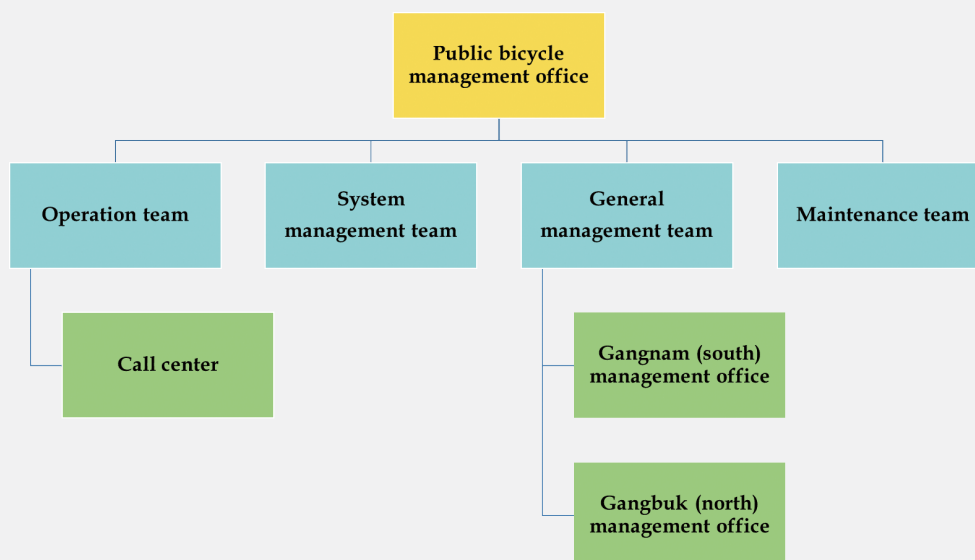 Public bicycle
management office
Operation team
System
management team
General
management team
Maintenance team
Call center
Gangnam (south)
management office
Gangbuk (north)
management office